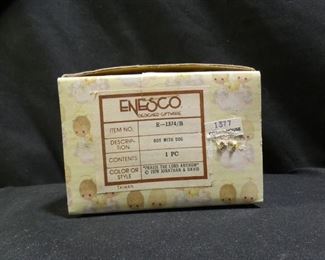 ENESCO
DESIGNED GIFTWARE
ITEM NO. E-1374/B
DESCRIP-
TION BOY WITH DOG
CONTENTS 1 PC
COLOR OR
STYLE "PRAISE THE LORD ANYHOW"
© 1978 JONATHAN & DAVID
TAIWAN
1377